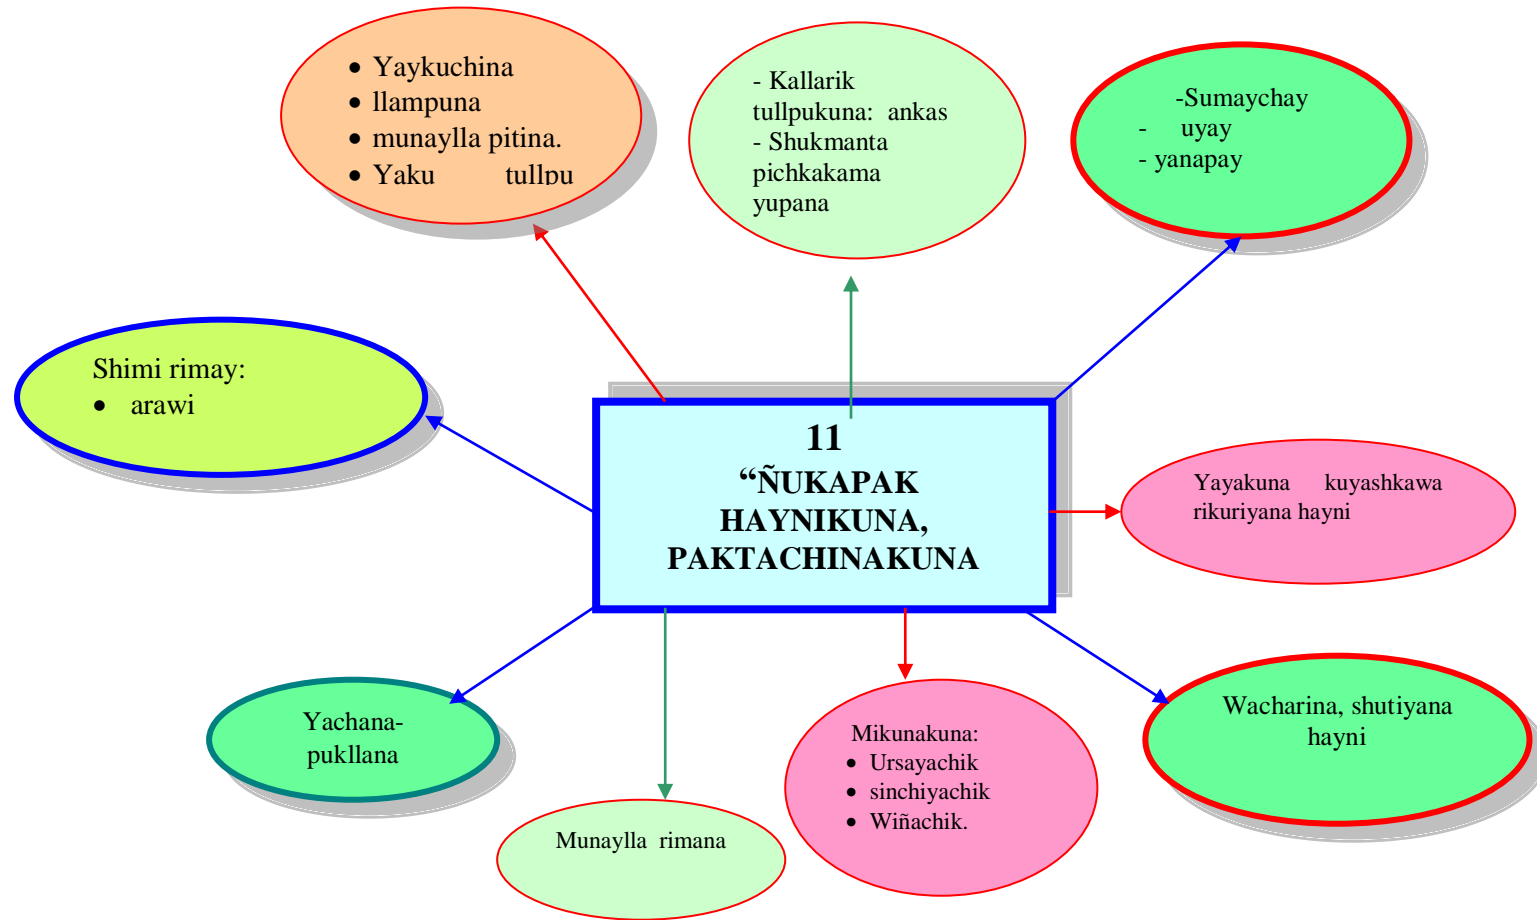 • Yaykuchina
• llampuna
• munaylla pitina.
• Yaku tullpu
- Kallarik
tullpukuna: ankas
- Shukmanta
pichkakama
yupana
-Sumaychay
- uyay
- yanapay
Shimi rimay:
• arawi
11
“ÑUKAPAK
HAYNIKUNA,
PAKTACHINAKUNA
Yayakuna kuyashkawa
rikuriyana hayni
Yachana-
pukllana
Munaylla rimana
Mikunakuna:
• Ursayachik
• sinchiyachik
• Wiñachik.
Wacharina, shutiyana
hayni